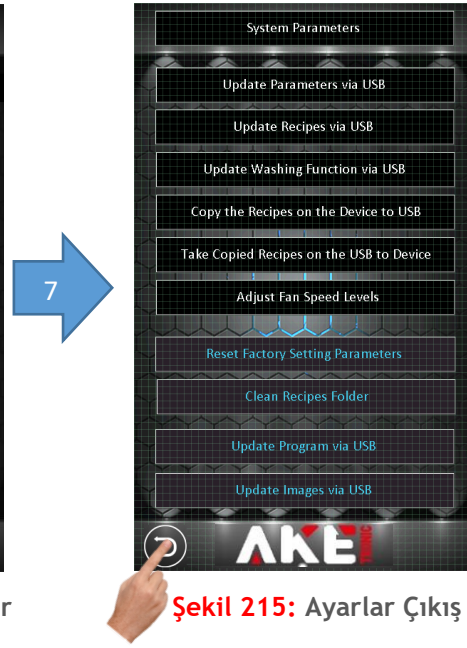 System Parameters
Update Parameters via USB
Update Recipes via USB
Update Washing Function via USB
Copy the Recipes on the Device to USB
7
Take Copied Recipes on the USB to Device
Adjust Fan Speed Levels
Reset Factory Setting Parameters
Clean Recipes Folder
Update Program via USB
Update Images via USB
AKE
r
Şekil 215: Ayarlar Çıkış